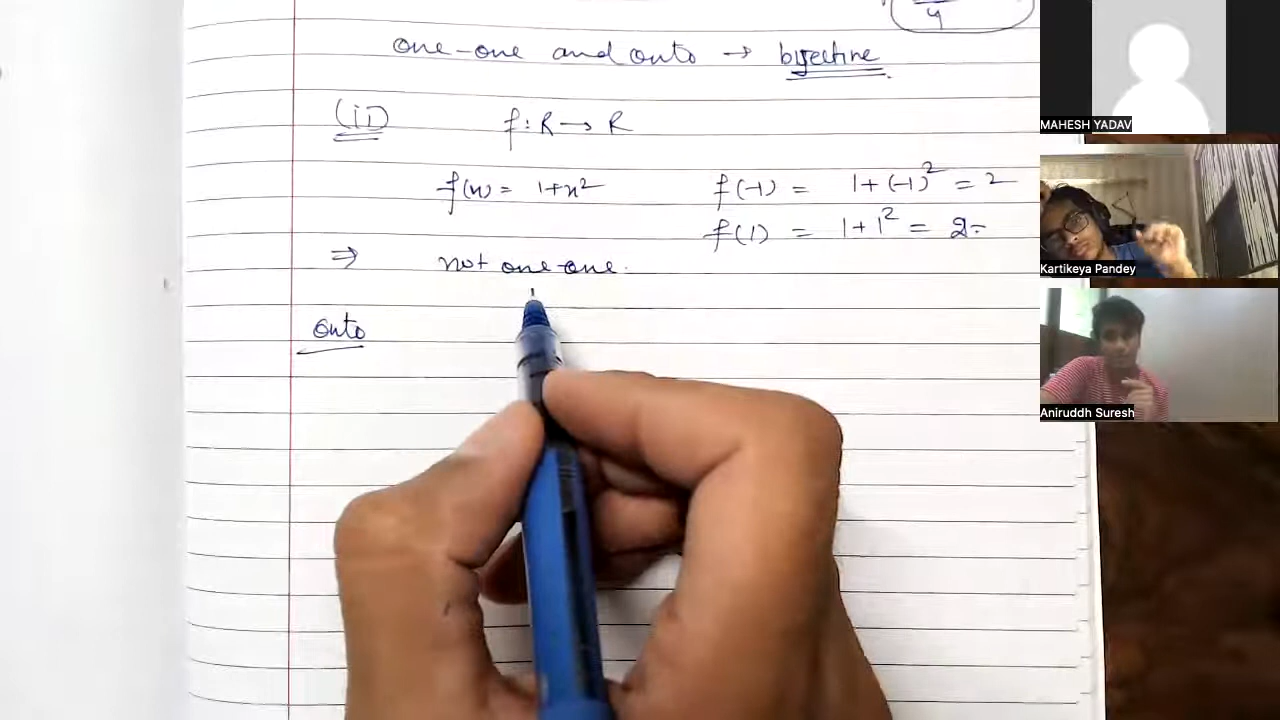 4
one-one and onto → bijective
(ii) f: R → R
f(x) = 1+x² f(-1) = 1+(-1)² = 2
f(1) = 1+1² = 2
⇒ not one-one.
onto
MAHESH YADAV
Kartikeya Pandey
Aniruddh Suresh